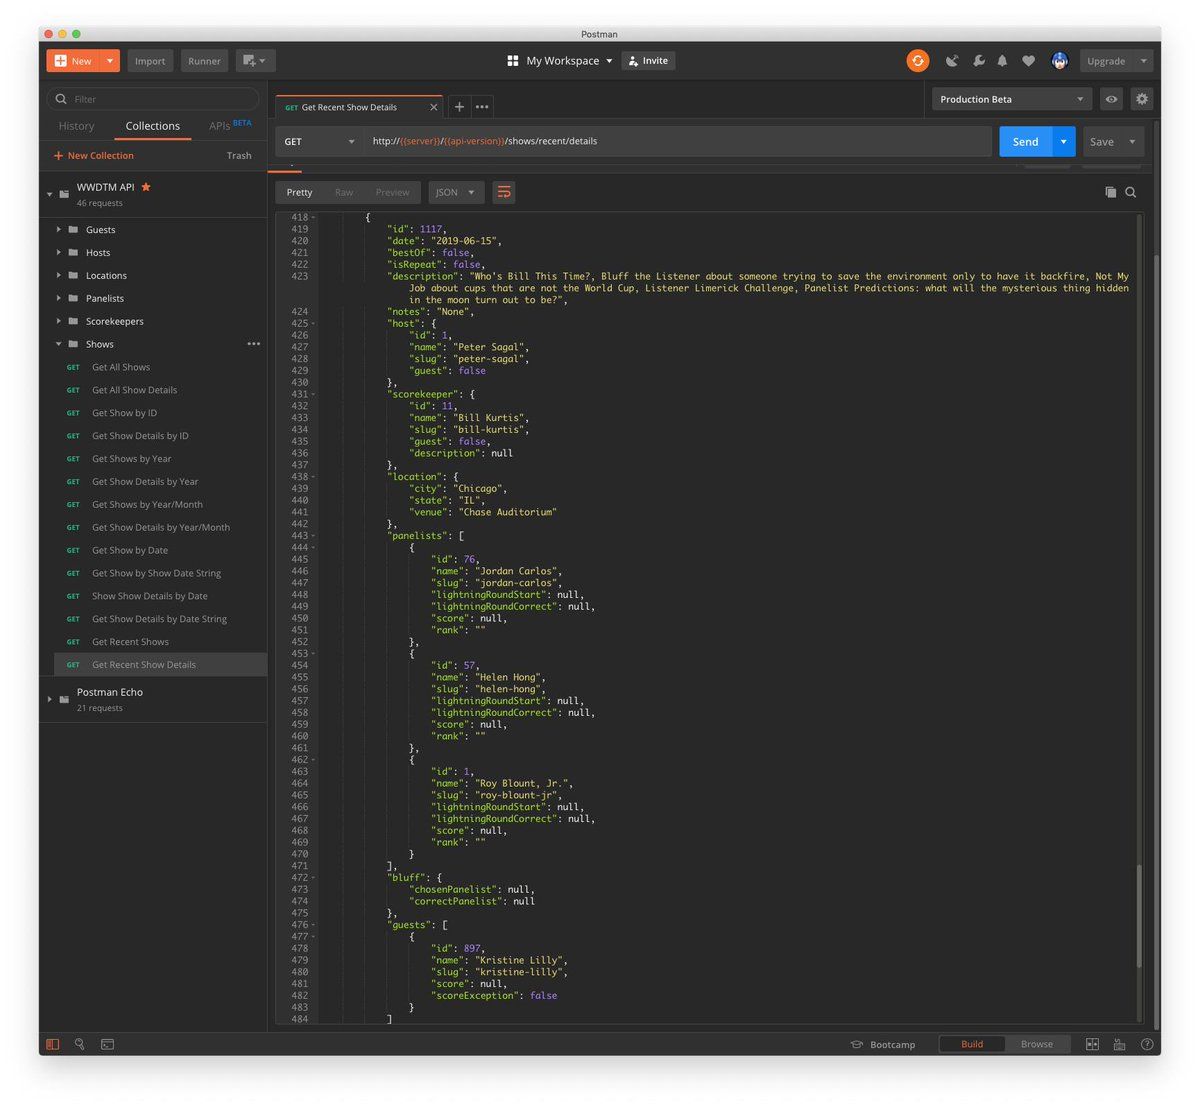 Postman
New
Import
Runner
My Workspace
Invite
Upgrade
Filter
History
Collections
APIs BETA
New Collection
Trash
WWDTM API
46 requests
Guests
Hosts
Locations
Panelists
Scorekeepers
Shows
GET Get All Shows
GET Get All Show Details
GET Get Show by ID
GET Get Show Details by ID
GET Get Shows by Year
GET Get Show Details by Year
GET Get Shows by Year/Month
GET Get Show Details by Year/Month
GET Get Show by Date
GET Get Show by Show Date String
GET Show Show Details by Date
GET Get Show Details by Date String
GET Get Recent Shows
GET Get Recent Show Details
Postman Echo
21 requests
GET Get Recent Show Details
Production Beta
GET
http://{{server}}/{{api-version}}/shows/recent/details
Send
Save
Pretty
Raw
Preview
JSON
418 {
419 "id": 1117,
420 "date": "2019-06-15",
421 "bestOf": false,
422 "isRepeat": false,
423 "description": "Who's Bill This Time?, Bluff the Listener about someone trying to save the environment only to have it backfire, Not My
Job about cups that are not the World Cup, Listener Limerick Challenge, Panelist Predictions: what will the mysterious thing hidden
in the moon turn out to be?",
424 "notes": "None",
425 "host": {
426 "id": 1,
427 "name": "Peter Sagal",
428 "slug": "peter-sagal",
429 "guest": false
430 },
431 "scorekeeper": {
432 "id": 11,
433 "name": "Bill Kurtis",
434 "slug": "bill-kurtis",
435 "guest": false,
436 "description": null
437 },
438 "location": {
439 "city": "Chicago",
440 "state": "IL",
441 "venue": "Chase Auditorium"
442 },
443 "panelists": [
444 {
445 "id": 76,
446 "name": "Jordan Carlos",
447 "slug": "jordan-carlos",
448 "lightningRoundStart": null,
449 "lightningRoundCorrect": null,
450 "score": null,
451 "rank": ""
452 },
453 {
454 "id": 57,
455 "name": "Helen Hong",
456 "slug": "helen-hong",
457 "lightningRoundStart": null,
458 "lightningRoundCorrect": null,
459 "score": null,
460 "rank": ""
461 },
462 {
463 "id": 1,
464 "name": "Roy Blount, Jr.",
465 "slug": "roy-blount-jr",
466 "lightningRoundStart": null,
467 "lightningRoundCorrect": null,
468 "score": null,
469 "rank": ""
470 }
471 ],
472 "bluff": {
473 "chosenPanelist": null,
474 "correctPanelist": null
475 },
476 "guests": [
477 {
478 "id": 897,
479 "name": "Kristine Lilly",
480 "slug": "kristine-lilly",
481 "score": null,
482 "scoreException": false
483 }
484 ]
Bootcamp
Build
Browse